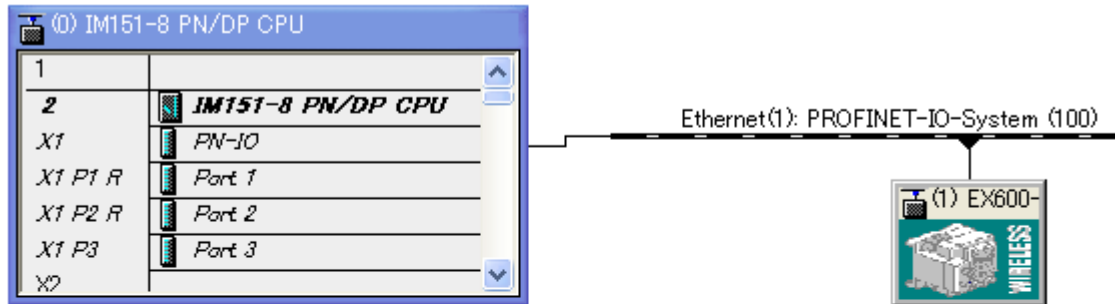 (0) IM151-8 PN/DP CPU
1
2 IM151-8 PN/DP CPU
X1 PN-IO
X1 P1 R Port 1
X1 P2 R Port 2
X1 P3 Port 3
X2
Ethernet(1): PROFINET-IO-System (100)
(1) EX600-
WIRELESS